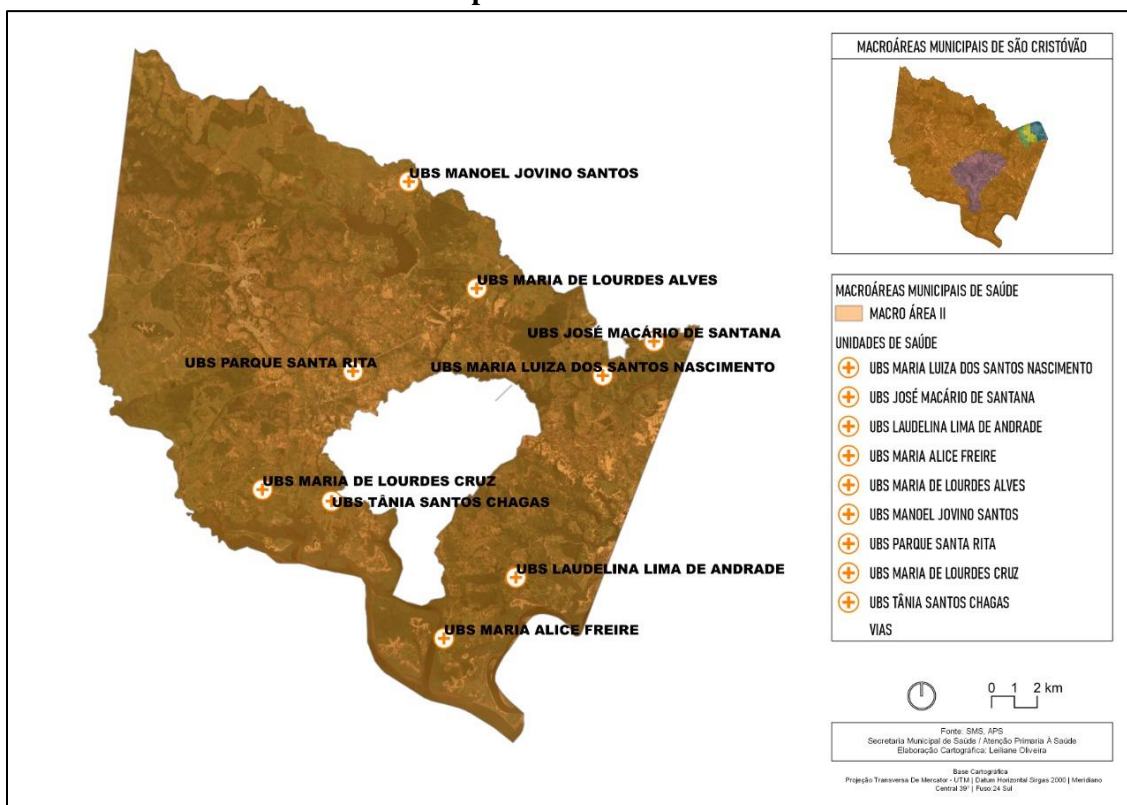 UBS MANOEL JOVINO SANTOS
UBS MARIA DE LOURDES ALVES
UBS JOSÉ MACÁRIO DE SANTANA
UBS PARQUE SANTA RITA
UBS MARIA LUIZA DOS SANTOS NASCIMENTO
UBS MARIA DE LOURDES CRUZ
UBS TÂNIA SANTOS CHAGAS
UBS LAUDELINA LIMA DE ANDRADE
UBS MARIA ALICE FREIRE
MACROÁREAS MUNICIPAIS DE SÃO CRISTÓVÃO
MACROÁREAS MUNICIPAIS DE SAÚDE
MACRO ÁREA II
UNIDADES DE SAÚDE
UBS MARIA LUIZA DOS SANTOS NASCIMENTO
UBS JOSÉ MACÁRIO DE SANTANA
UBS LAUDELINA LIMA DE ANDRADE
UBS MARIA ALICE FREIRE
UBS MARIA DE LOURDES ALVES
UBS MANOEL JOVINO SANTOS
UBS PARQUE SANTA RITA
UBS MARIA DE LOURDES CRUZ
UBS TÂNIA SANTOS CHAGAS
VIAS
0 1 2 km
Fonte: SMS, APS
Secretaria Municipal de Saúde / Atenção Primaria À Saúde
Elaboração Cartográfica: Leiliane Oliveira
Base Cartográfica
Projeção Transversa De Mercator - UTM | Datum Horizontal Sirgas 2000 | Meridiano
Central 39° | Fuso:24 Sul